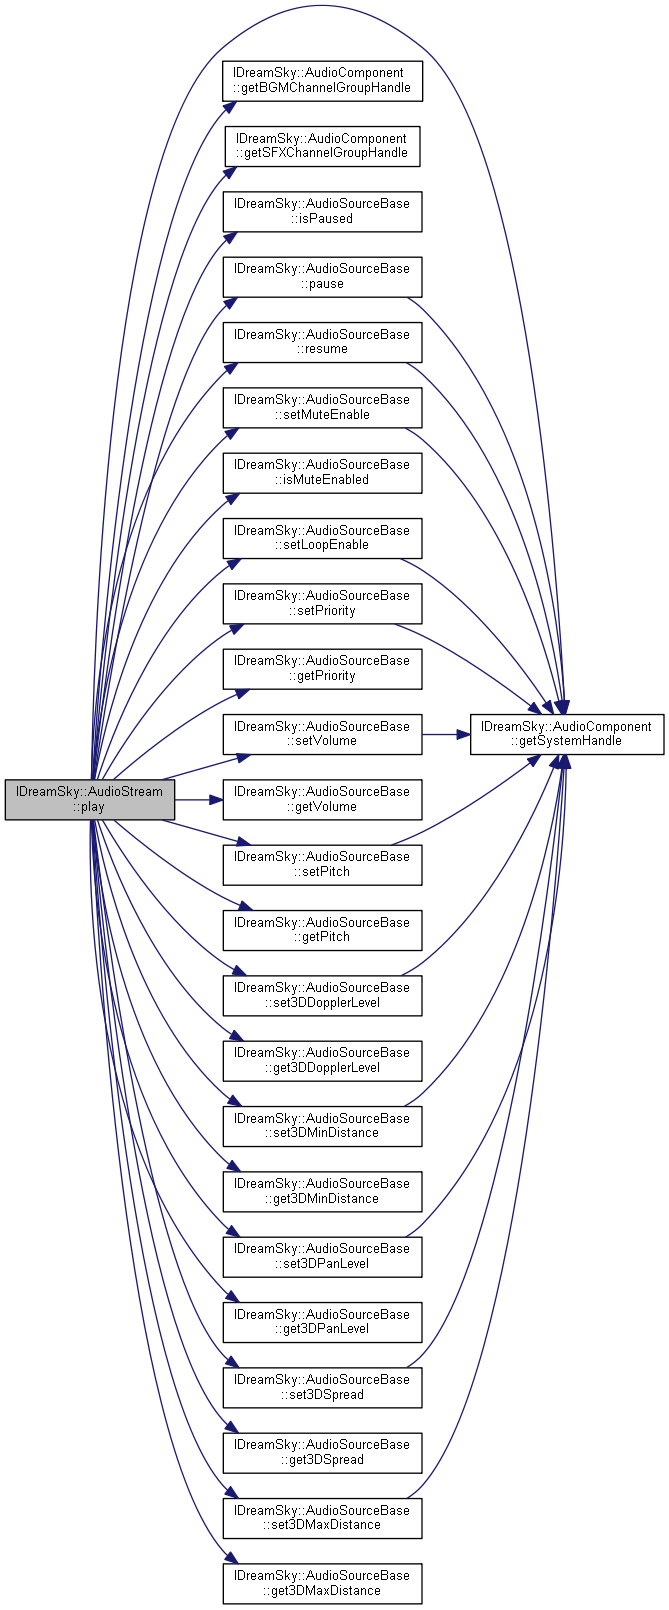 IDreamSky::AudioComponent
::getBGMChannelGroupHandle
IDreamSky::AudioComponent
::getSFXChannelGroupHandle
IDreamSky::AudioSourceBase
::isPaused
IDreamSky::AudioSourceBase
::pause
IDreamSky::AudioSourceBase
::resume
IDreamSky::AudioSourceBase
::setMuteEnable
IDreamSky::AudioSourceBase
::isMuteEnabled
IDreamSky::AudioSourceBase
::setLoopEnable
IDreamSky::AudioSourceBase
::setPriority
IDreamSky::AudioSourceBase
::getPriority
IDreamSky::AudioSourceBase
::setVolume
IDreamSky::AudioComponent
::getSystemHandle
IDreamSky::AudioStream
::play
IDreamSky::AudioSourceBase
::getVolume
IDreamSky::AudioSourceBase
::setPitch
IDreamSky::AudioSourceBase
::getPitch
IDreamSky::AudioSourceBase
::set3DDopplerLevel
IDreamSky::AudioSourceBase
::get3DDopplerLevel
IDreamSky::AudioSourceBase
::set3DMinDistance
IDreamSky::AudioSourceBase
::get3DMinDistance
IDreamSky::AudioSourceBase
::set3DPanLevel
IDreamSky::AudioSourceBase
::get3DPanLevel
IDreamSky::AudioSourceBase
::set3DSpread
IDreamSky::AudioSourceBase
::get3DSpread
IDreamSky::AudioSourceBase
::set3DMaxDistance
IDreamSky::AudioSourceBase
::get3DMaxDistance